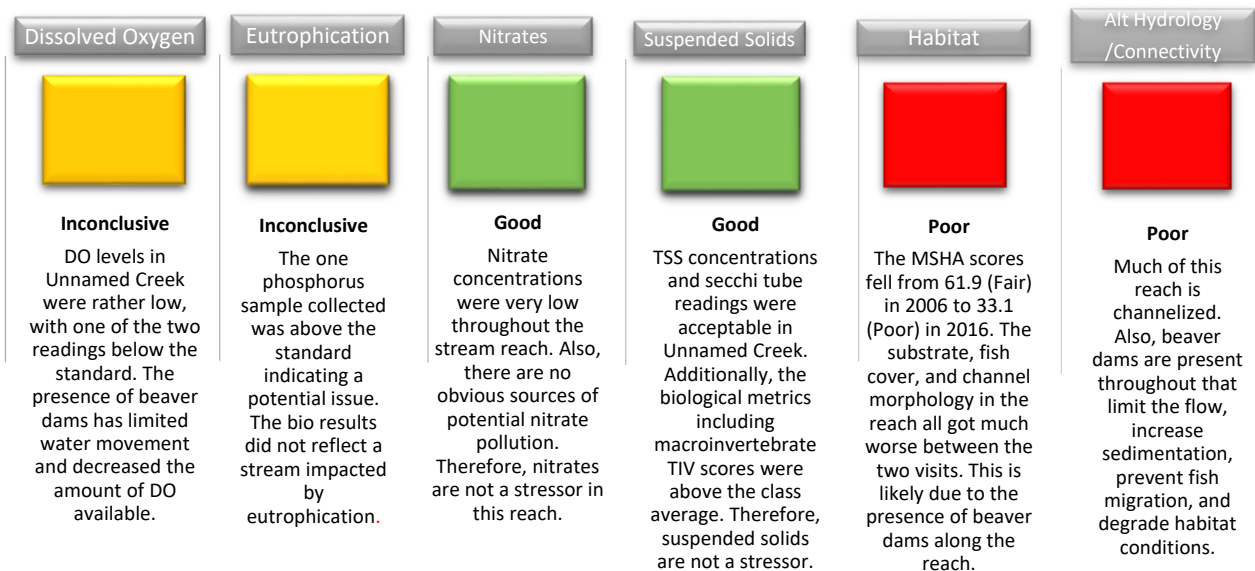 Dissolved Oxygen
Inconclusive
DO levels in
Unnamed Creek
were rather low,
with one of the two
readings below the
standard. The
presence of beaver
dams has limited
water movement
and decreased the
amount of DO
available.
Eutrophication
Inconclusive
The one
phosphorus
sample collected
was above the
standard
indicating a
potential issue.
The bio results
did not reflect a
stream impacted
by
eutrophication.
Nitrates
Good
Nitrate
concentrations
were very low
throughout the
stream reach. Also,
there are no
obvious sources of
potential nitrate
pollution.
Therefore, nitrates
are not a stressor in
this reach.
Suspended Solids
Good
TSS concentrations
and secchi tube
readings were
acceptable in
Unnamed Creek.
Additionally, the
biological metrics
including
macroinvertebrate
TIV scores were
above the class
average. Therefore,
suspended solids
are not a stressor.
Habitat
Poor
The MSHA scores
fell from 61.9 (Fair)
in 2006 to 33.1
(Poor) in 2016. The
substrate, fish
cover, and channel
morphology in the
reach all got much
worse between the
two visits. This is
likely due to the
presence of beaver
dams along the
reach.
Alt Hydrology
/Connectivity
Poor
Much of this
reach is
channelized.
Also, beaver
dams are present
throughout that
limit the flow,
increase
sedimentation,
prevent fish
migration, and
degrade habitat
conditions.